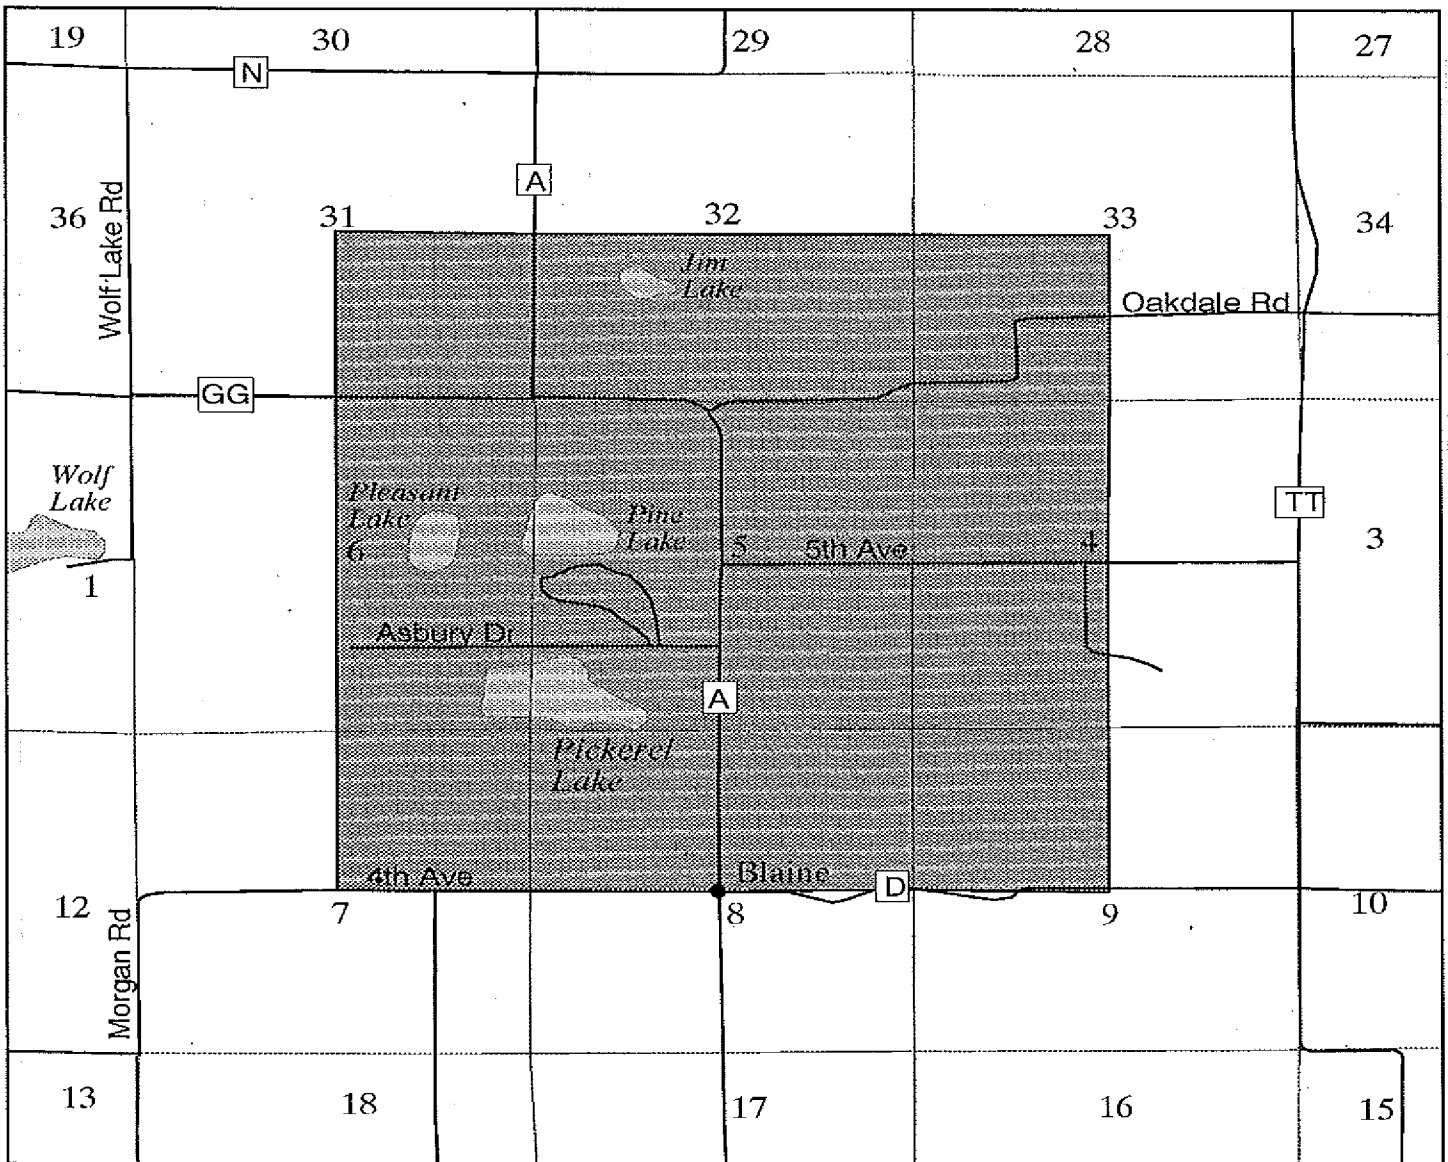 19
30
29
28
27
N
A
36
Wolf Lake Rd
31
32
33
34
Jim
Lake
Oakdale Rd
GG
Wolf
Lake
Pleasant
Lake
6
Pine
Lake
5
5th Ave
4
TT
3
1
Asbury Dr
A
Pickerel
Lake
4th Ave
Blaine
D
12
7
8
9
10
Morgan Rd
13
18
17
16
15